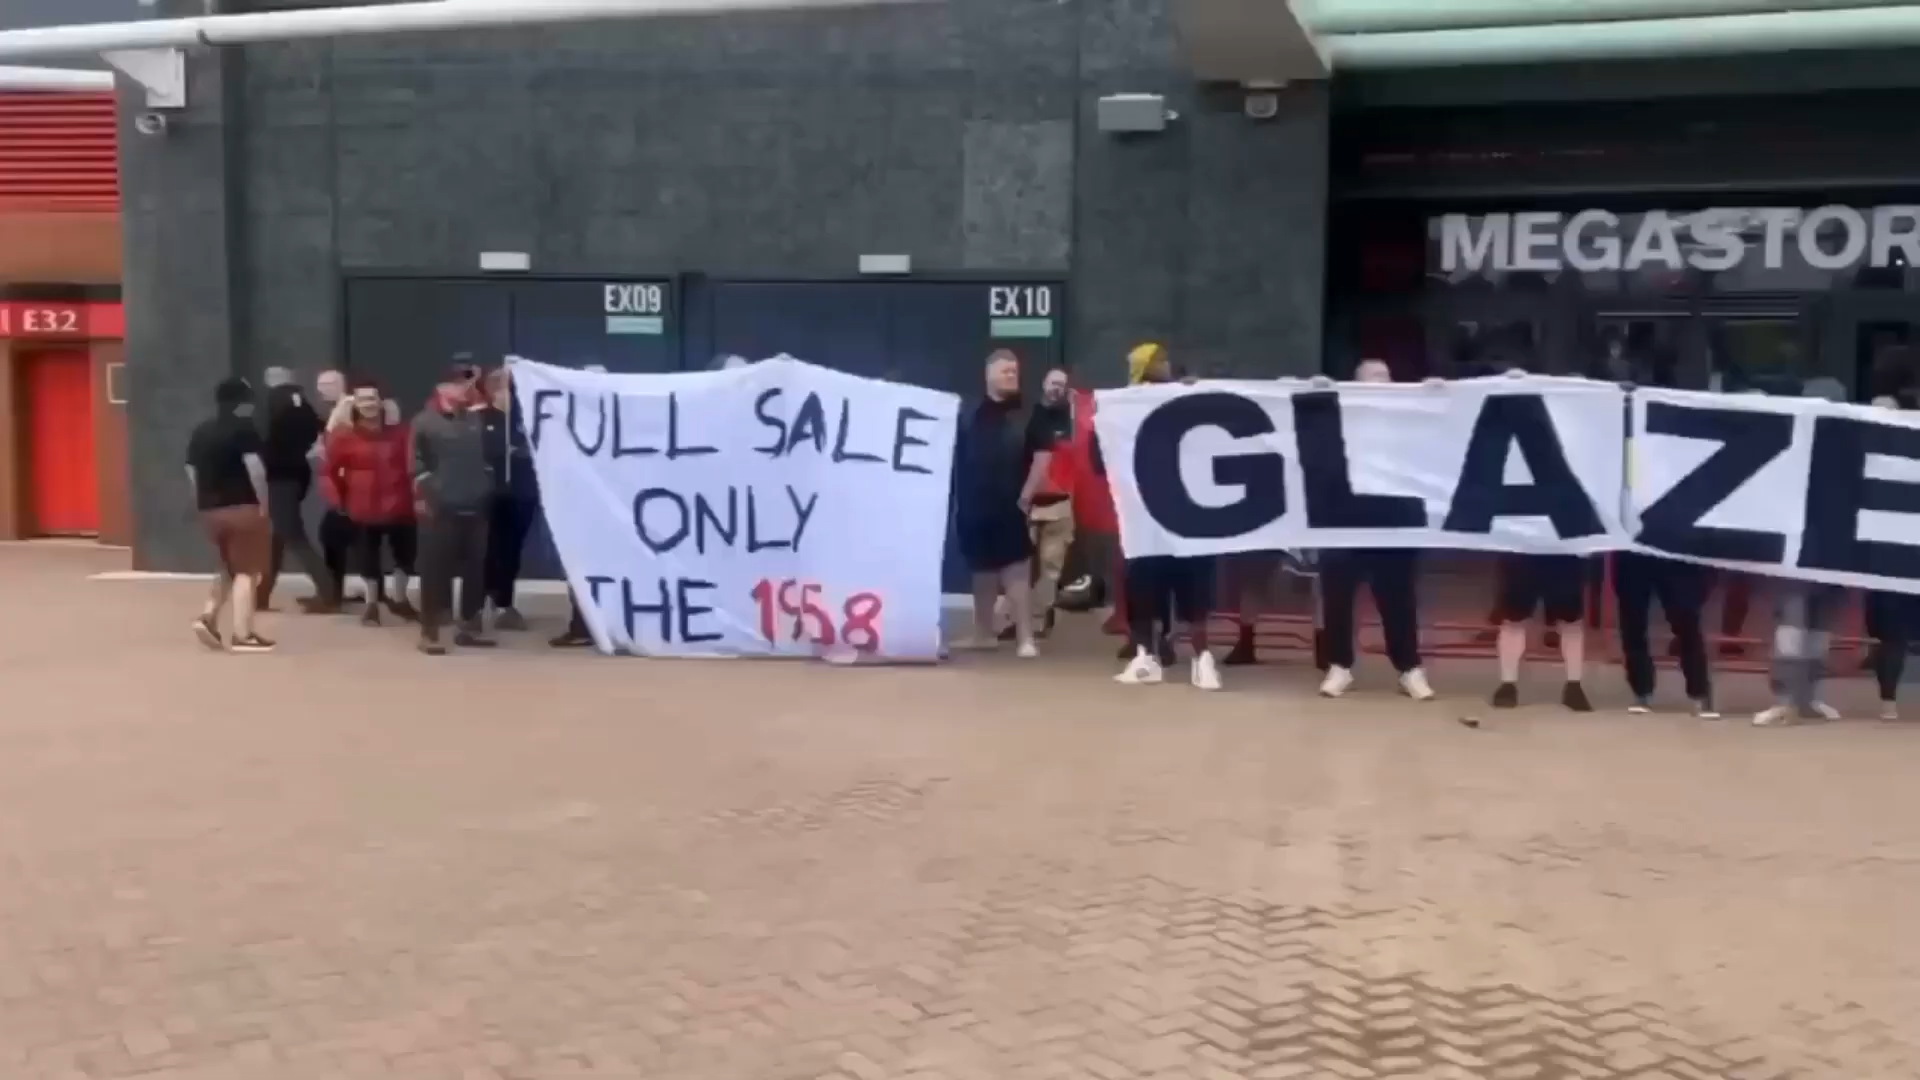 MEGASTOR
EX09
EX10
E32
FULL SALE
ONLY
THE 1958
GLAZE